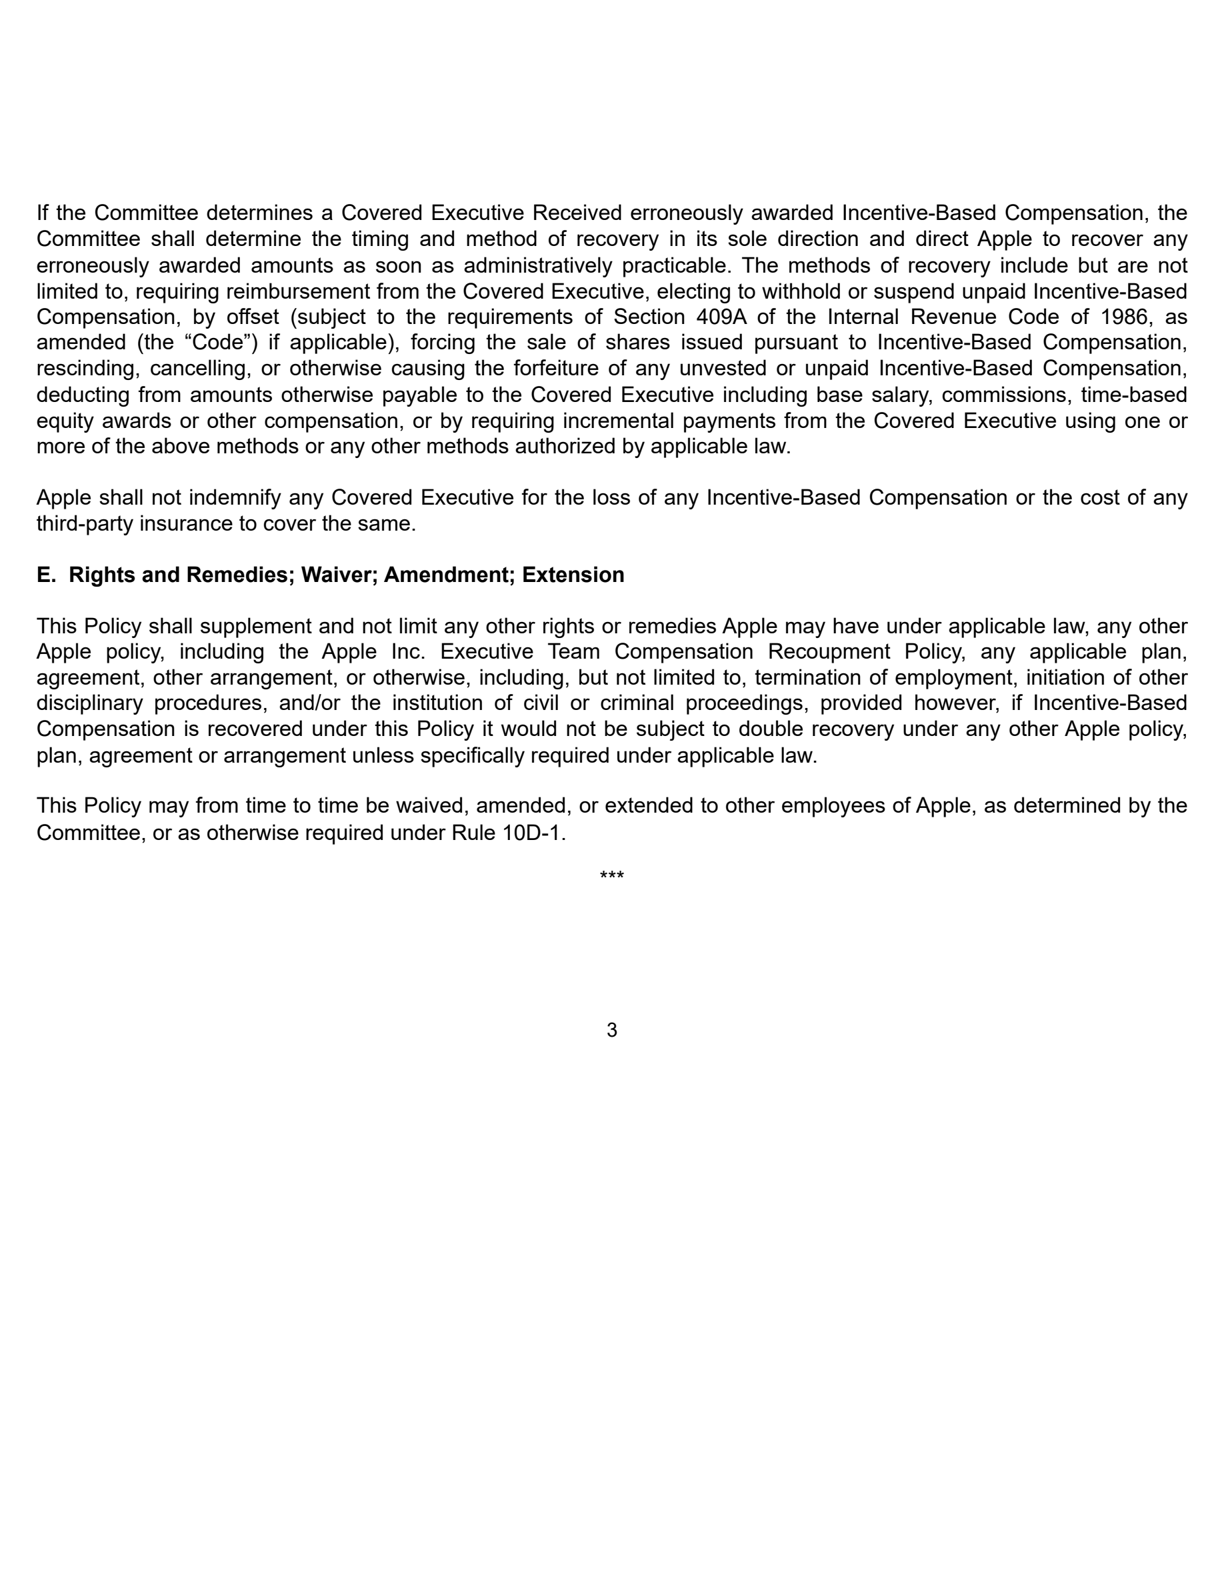 If the Committee determines a Covered Executive Received erroneously awarded Incentive-Based Compensation, the
Committee shall determine the timing and method of recovery in its sole direction and direct Apple to recover any
erroneously awarded amounts as soon as administratively practicable. The methods of recovery include but are not
limited to, requiring reimbursement from the Covered Executive, electing to withhold or suspend unpaid Incentive-Based
Compensation, by offset (subject to the requirements of Section 409A of the Internal Revenue Code of 1986, as
amended (the “Code”) if applicable), forcing the sale of shares issued pursuant to Incentive-Based Compensation,
rescinding, cancelling, or otherwise causing the forfeiture of any unvested or unpaid Incentive-Based Compensation,
deducting from amounts otherwise payable to the Covered Executive including base salary, commissions, time-based
equity awards or other compensation, or by requiring incremental payments from the Covered Executive using one or
more of the above methods or any other methods authorized by applicable law.
Apple shall not indemnify any Covered Executive for the loss of any Incentive-Based Compensation or the cost of any
third-party insurance to cover the same.
E. Rights and Remedies; Waiver; Amendment; Extension
This Policy shall supplement and not limit any other rights or remedies Apple may have under applicable law, any other
Apple policy, including the Apple Inc. Executive Team Compensation Recoupment Policy, any applicable plan,
agreement, other arrangement, or otherwise, including, but not limited to, termination of employment, initiation of other
disciplinary procedures, and/or the institution of civil or criminal proceedings, provided however, if Incentive-Based
Compensation is recovered under this Policy it would not be subject to double recovery under any other Apple policy,
plan, agreement or arrangement unless specifically required under applicable law.
This Policy may from time to time be waived, amended, or extended to other employees of Apple, as determined by the
Committee, or as otherwise required under Rule 10D-1.
***
3